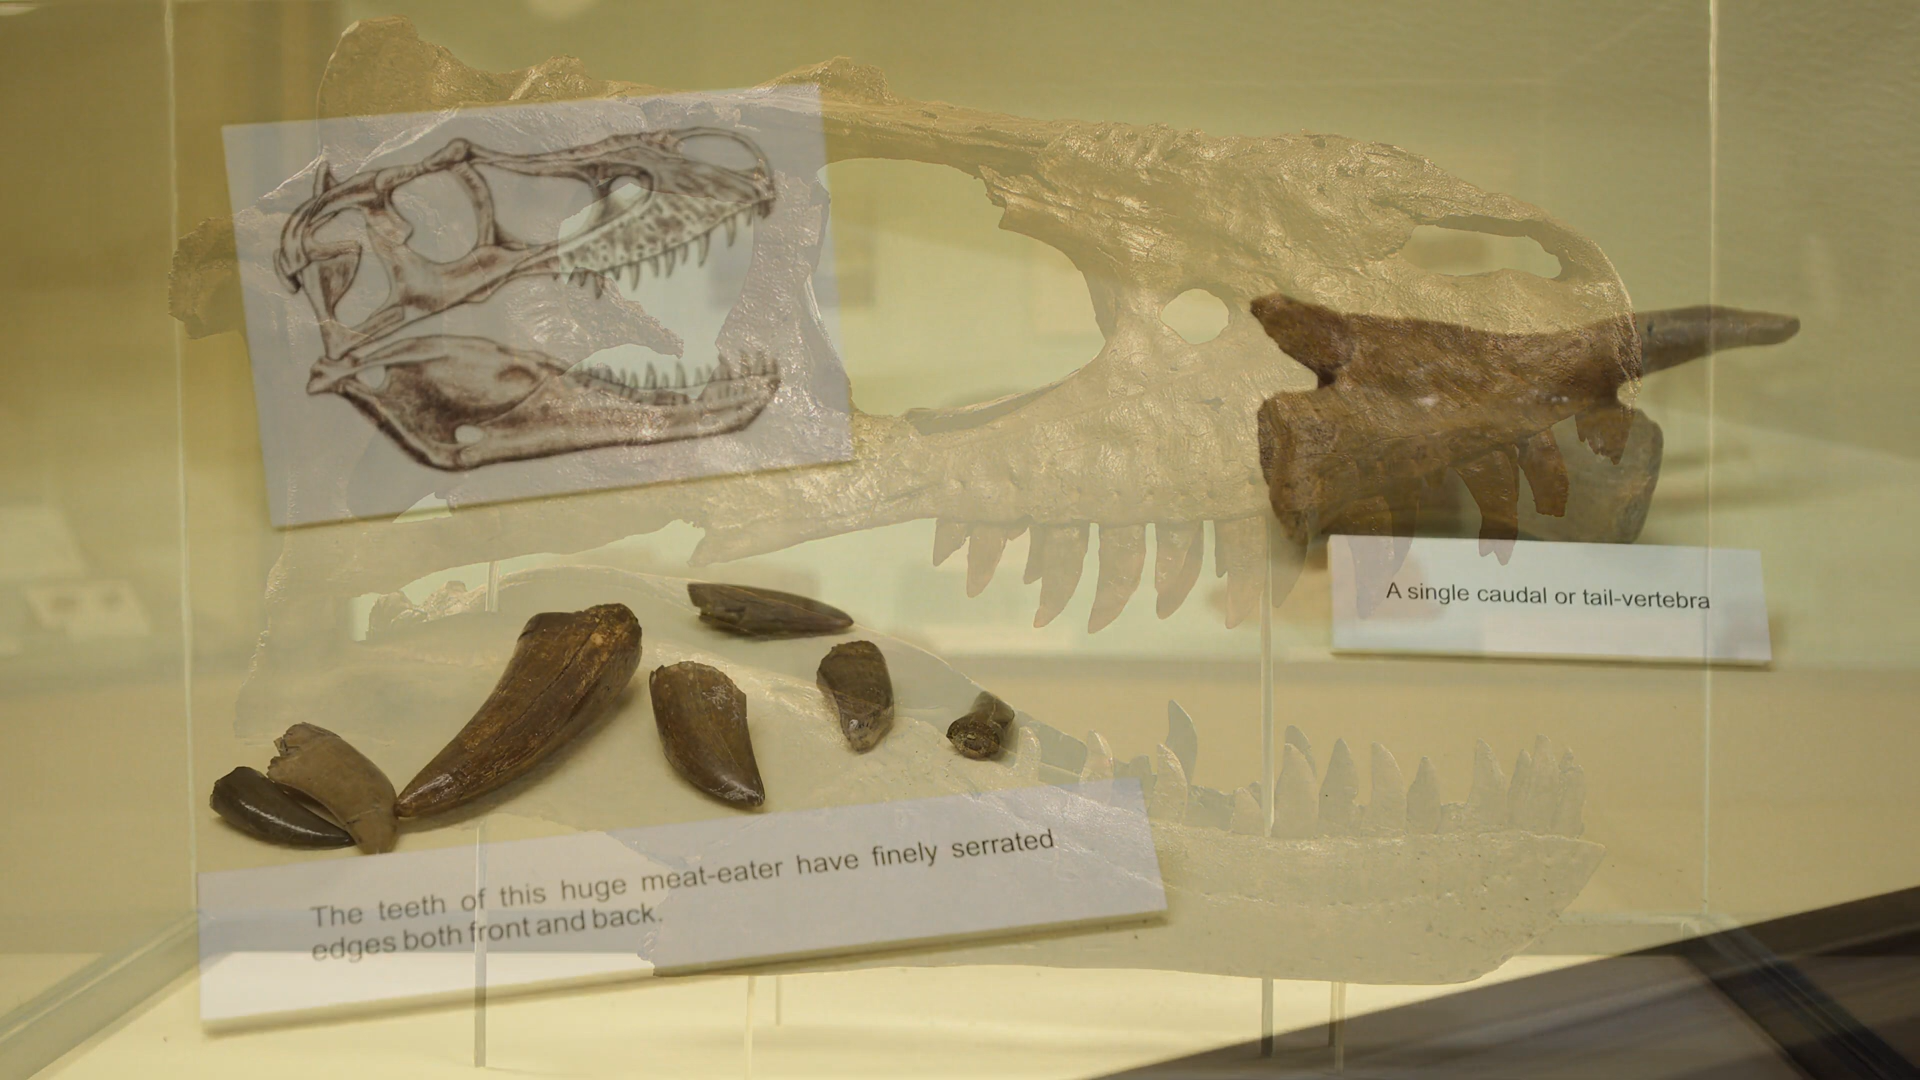 A single caudal or tail-vertebra
The teeth of this huge meat-eater have finely serrated
edges both front and back.